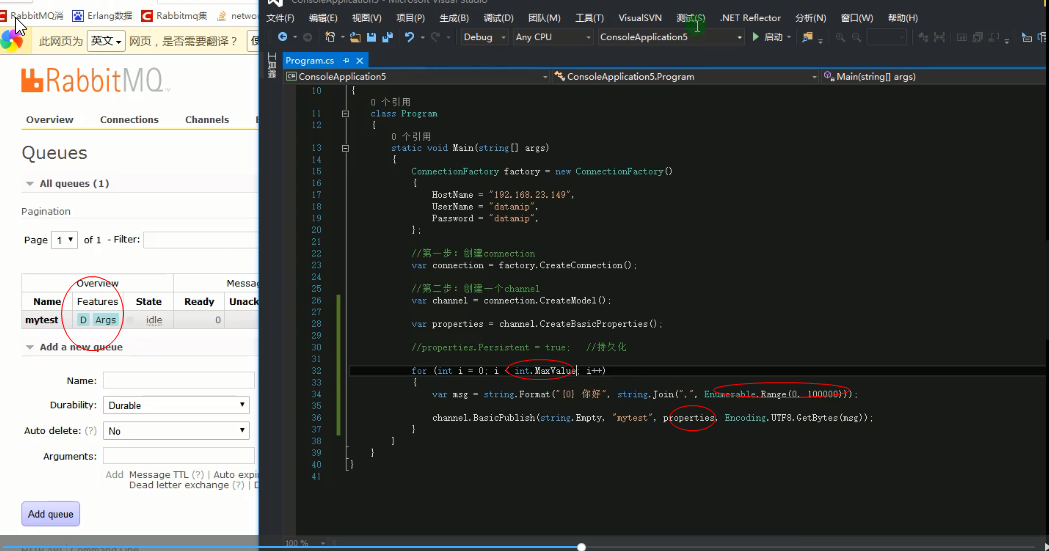 RabbitMQ消
Erlang数据
Rabbitmq集
networ
此网页为 英文 网页，是否需要翻译？
RabbitMQ
Overview Connections Channels
Queues
All queues (1)
Pagination
Page 1 of 1 - Filter:
Overview Messa
Name Features State Ready Unack
mytest D Args idle 0
Add a new queue
Name:
Durability: Durable
Auto delete: (?) No
Arguments:
Add Message TTL (?) | Auto expi
Dead letter exchange (?) | De
Add queue
文件(F) 编辑(E) 视图(V) 项目(P) 生成(B) 调试(D) 团队(M) 工具(T) VisualSVN 测试(S) .NET Reflector 分析(N) 窗口(W) 帮助(H)
Debug Any CPU ConsoleApplication5 启动
工具箱
Program.cs
ConsoleApplication5 ConsoleApplication5.Program Main(string[] args)
10 {
0 个引用
11 class Program
12 {
0 个引用
13 static void Main(string[] args)
14 {
15 ConnectionFactory factory = new ConnectionFactory()
16 {
17 HostName = "192.168.23.149",
18 UserName = "datamip",
19 Password = "datamip",
20 };
21
22 //第一步：创建connection
23 var connection = factory.CreateConnection();
24
25 //第二步：创建一个channel
26 var channel = connection.CreateModel();
27
28 var properties = channel.CreateBasicProperties();
29
30 //properties.Persistent = true; //持久化
31
32 for (int i = 0; i < int.MaxValue; i++)
33 {
34 var msg = string.Format("{0} 你好", string.Join(",", Enumerable.Range(0, 100000)));
35
36 channel.BasicPublish(string.Empty, "mytest", properties, Encoding.UTF8.GetBytes(msg));
37 }
38 }
39 }
40 }
41
100 %